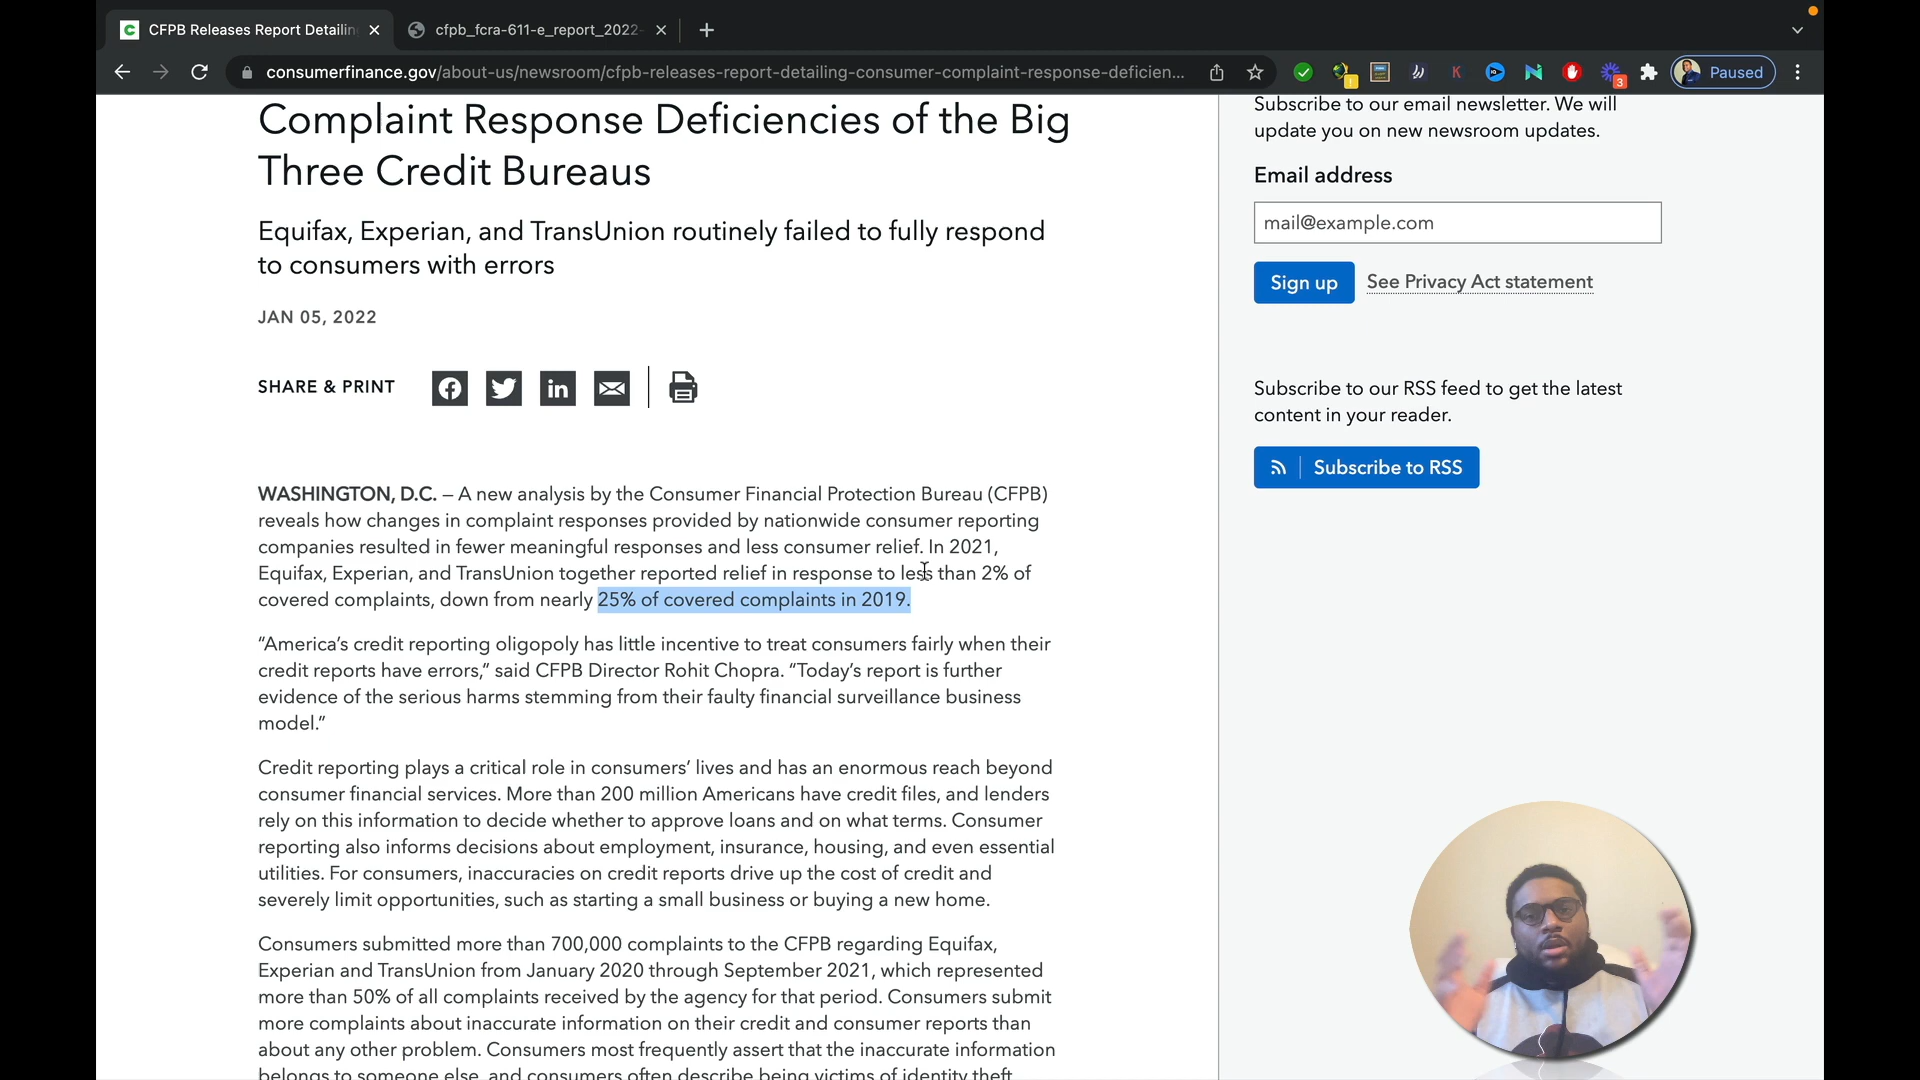 CFPB Releases Report Detailin
cfpb_fcra-611-e_report_2022-
consumerfinance.gov/about-us/newsroom/cfpb-releases-report-detailing-consumer-complaint-response-deficien...
Paused
Complaint Response Deficiencies of the Big
Three Credit Bureaus
Equifax, Experian, and TransUnion routinely failed to fully respond
to consumers with errors
JAN 05, 2022
SHARE & PRINT
WASHINGTON, D.C. – A new analysis by the Consumer Financial Protection Bureau (CFPB)
reveals how changes in complaint responses provided by nationwide consumer reporting
companies resulted in fewer meaningful responses and less consumer relief. In 2021,
Equifax, Experian, and TransUnion together reported relief in response to less than 2% of
covered complaints, down from nearly 25% of covered complaints in 2019.
“America’s credit reporting oligopoly has little incentive to treat consumers fairly when their
credit reports have errors,” said CFPB Director Rohit Chopra. “Today’s report is further
evidence of the serious harms stemming from their faulty financial surveillance business
model.”
Credit reporting plays a critical role in consumers’ lives and has an enormous reach beyond
consumer financial services. More than 200 million Americans have credit files, and lenders
rely on this information to decide whether to approve loans and on what terms. Consumer
reporting also informs decisions about employment, insurance, housing, and even essential
utilities. For consumers, inaccuracies on credit reports drive up the cost of credit and
severely limit opportunities, such as starting a small business or buying a new home.
Consumers submitted more than 700,000 complaints to the CFPB regarding Equifax,
Experian and TransUnion from January 2020 through September 2021, which represented
more than 50% of all complaints received by the agency for that period. Consumers submit
more complaints about inaccurate information on their credit and consumer reports than
about any other problem. Consumers most frequently assert that the inaccurate information
belongs to someone else, and consumers often describe being victims of identity theft.
Subscribe to our email newsletter. We will
update you on new newsroom updates.
Email address
mail@example.com
Sign up
See Privacy Act statement
Subscribe to our RSS feed to get the latest
content in your reader.
Subscribe to RSS